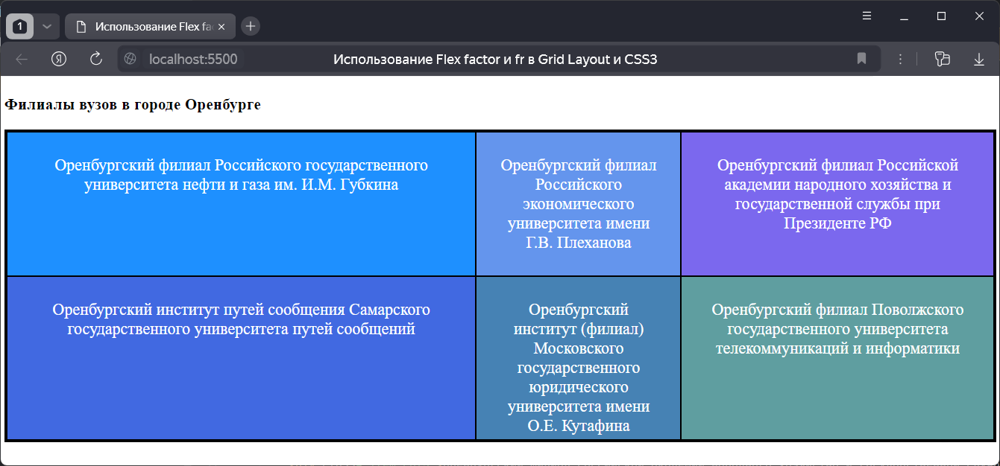 1
Использование Flex fa
Я
localhost:5500
Использование Flex factor и fr в Grid Layout и CSS3
Филиалы вузов в городе Оренбурге
Оренбургский филиал Российского государственного
университета нефти и газа им. И.М. Губкина
Оренбургский филиал
Российского
экономического
университета имени
Г.В. Плеханова
Оренбургский филиал Российской
академии народного хозяйства и
государственной службы при
Президенте РФ
Оренбургский институт путей сообщения Самарского
государственного университета путей сообщений
Оренбургский
институт (филиал)
Московского
государственного
юридического
университета имени
О.Е. Кутафина
Оренбургский филиал Поволжского
государственного университета
телекоммуникаций и информатики